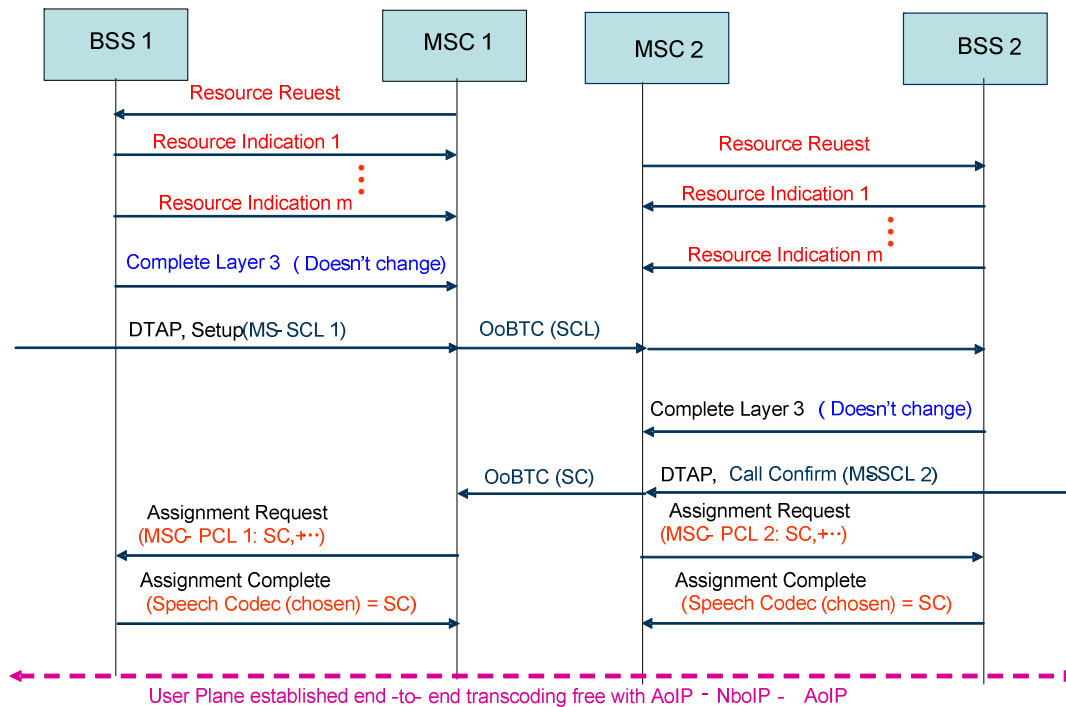 BSS 1
MSC 1
MSC 2
BSS 2
Resource Reuest
Resource Indication 1
Resource Reuest
Resource Indication m
Resource Indication 1
Resource Indication m
Complete Layer 3 ( Doesn't change)
DTAP, Setup(MS- SCL 1)
OoBTC (SCL)
Complete Layer 3 ( Doesn't change)
OoBTC (SC)
DTAP, Call Confirm (MS-SCL 2)
Assignment Request
(MSC- PCL 1: SC,+···)
Assignment Request
(MSC- PCL 2: SC,+···)
Assignment Complete
(Speech Codec (chosen) = SC)
Assignment Complete
(Speech Codec (chosen) = SC)
User Plane established end -to- end transcoding free with AoIP - NboIP - AoIP